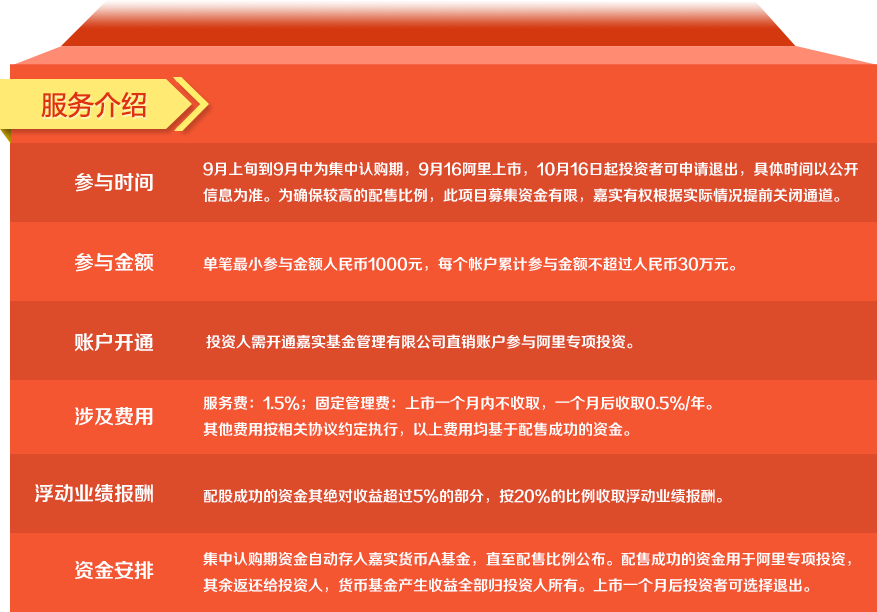 服务介绍
参与时间
9月上旬到9月中为集中认购期，9月16阿里上市，10月16日起投资者可申请退出，具体时间以公开
信息为准。为确保较高的配售比例，此项目募集资金有限，嘉实有权根据实际情况提前关闭通道。
参与金额
单笔最小参与金额人民币1000元，每个帐户累计参与金额不超过人民币30万元。
账户开通
投资人需开通嘉实基金管理有限公司直销账户参与阿里专项投资。
涉及费用
服务费：1.5%；固定管理费：上市一个月内不收取，一个月后收取0.5%/年。
其他费用按相关协议约定执行，以上费用均基于配售成功的资金。
浮动业绩报酬
配股成功的资金其绝对收益超过5%的部分，按20%的比例收取浮动业绩报酬。
资金安排
集中认购期资金自动存入嘉实货币A基金，直至配售比例公布。配售成功的资金用于阿里专项投资，
其余返还给投资人，货币基金产生收益全部归投资人所有。上市一个月后投资者可选择退出。